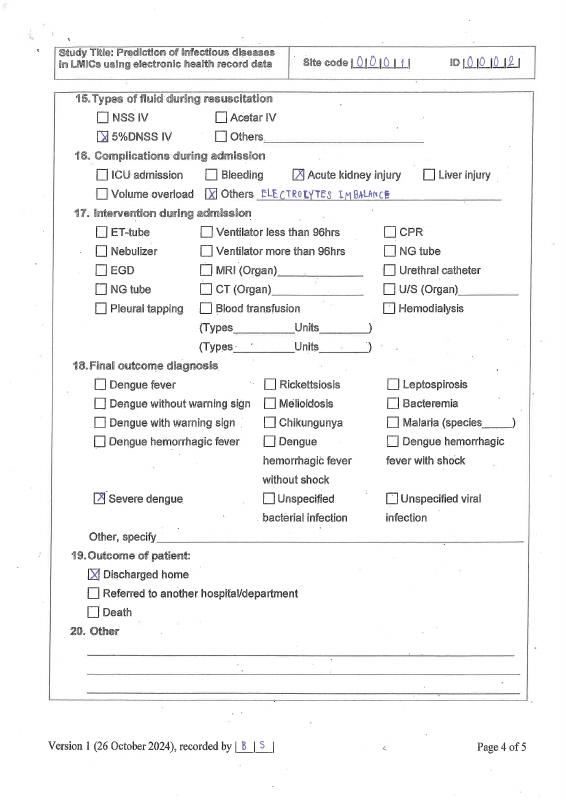 Study Title: Prediction of infectious diseases
in LMICs using electronic health record data
Site code |0|0|0|1|
ID |0|0|0|2|
15. Types of fluid during resuscitation
☐ NSS IV ☐ Acetar IV
☒ 5%DNSS IV ☐ Others____
16. Complications during admission
☐ ICU admission ☐ Bleeding ☒ Acute kidney injury ☐ Liver injury
☐ Volume overload ☒ Others ELECTROLYTES IMBALANCE
17. Intervention during admission
☐ ET-tube ☐ Ventilator less than 96hrs ☐ CPR
☐ Nebulizer ☐ Ventilator more than 96hrs ☐ NG tube
☐ EGD ☐ MRI (Organ)____ ☐ Urethral catheter
☐ NG tube ☐ CT (Organ)____ ☐ U/S (Organ)____
☐ Pleural tapping ☐ Blood transfusion ☐ Hemodialysis
(Types____Units____)
(Types____Units____)
18. Final outcome diagnosis
☐ Dengue fever ☐ Rickettsiosis ☐ Leptospirosis
☐ Dengue without warning sign ☐ Melioidosis ☐ Bacteremia
☐ Dengue with warning sign ☐ Chikungunya ☐ Malaria (species____)
☐ Dengue hemorrhagic fever ☐ Dengue ☐ Dengue hemorrhagic
hemorrhagic fever fever with shock
without shock
☒ Severe dengue ☐ Unspecified ☐ Unspecified viral
bacterial infection infection
Other, specify____
19. Outcome of patient:
☒ Discharged home
☐ Referred to another hospital/department
☐ Death
20. Other
Version 1 (26 October 2024), recorded by |B|S|
Page 4 of 5